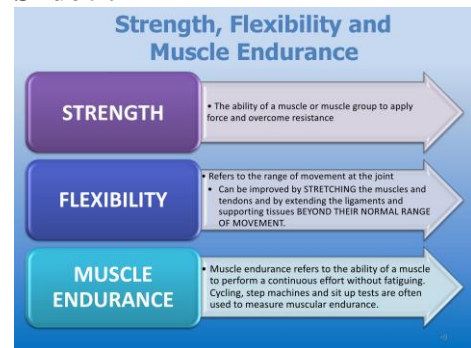 Strength, Flexibility and
Muscle Endurance
STRENGTH
• The ability of a muscle or muscle group to apply
force and overcome resistance
FLEXIBILITY
• Refers to the range of movement at the joint
• Can be improved by STRETCHING the muscles and
tendons and by extending the ligaments and
supporting tissues BEYOND THEIR NORMAL RANGE
OF MOVEMENT.
MUSCLE
ENDURANCE
• Muscle endurance refers to the ability of a muscle
to perform a continuous effort without fatiguing.
Cycling, step machines and sit up tests are often
used to measure muscular endurance.